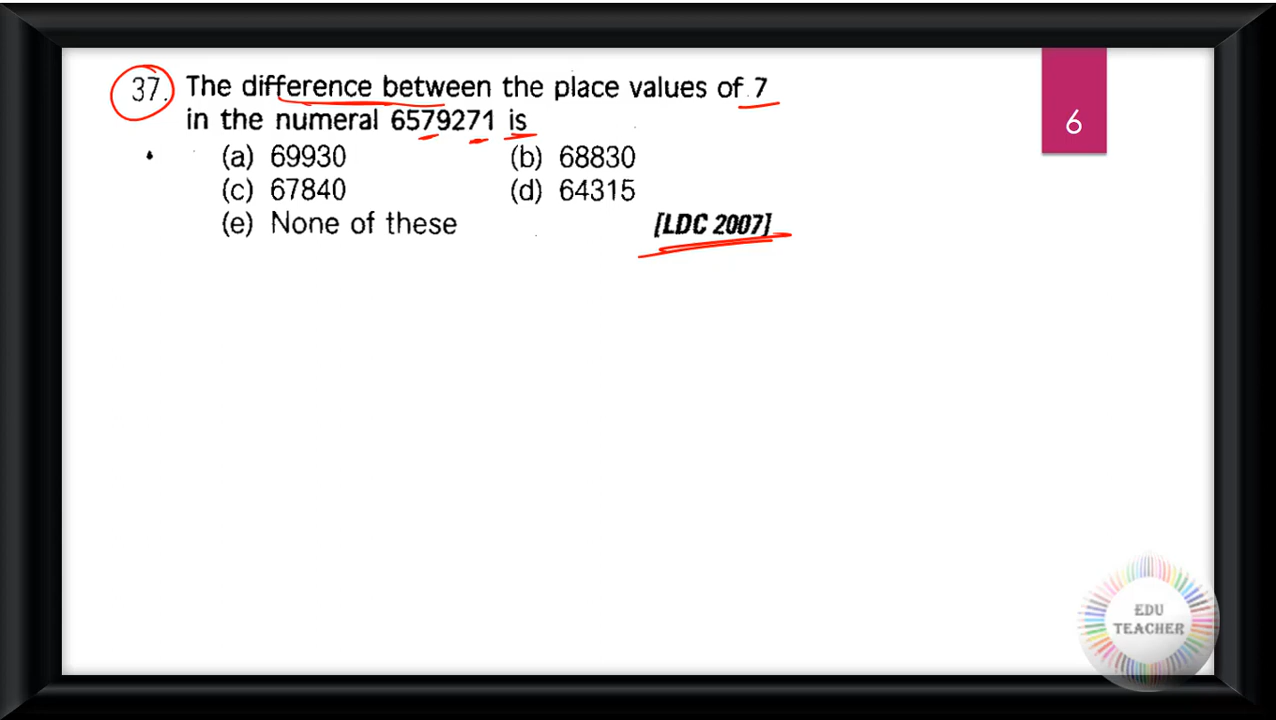 37. The difference between the place values of 7
in the numeral 6579271 is
(a) 69930 (b) 68830
(c) 67840 (d) 64315
(e) None of these [LDC 2007]
6
EDU
TEACHER